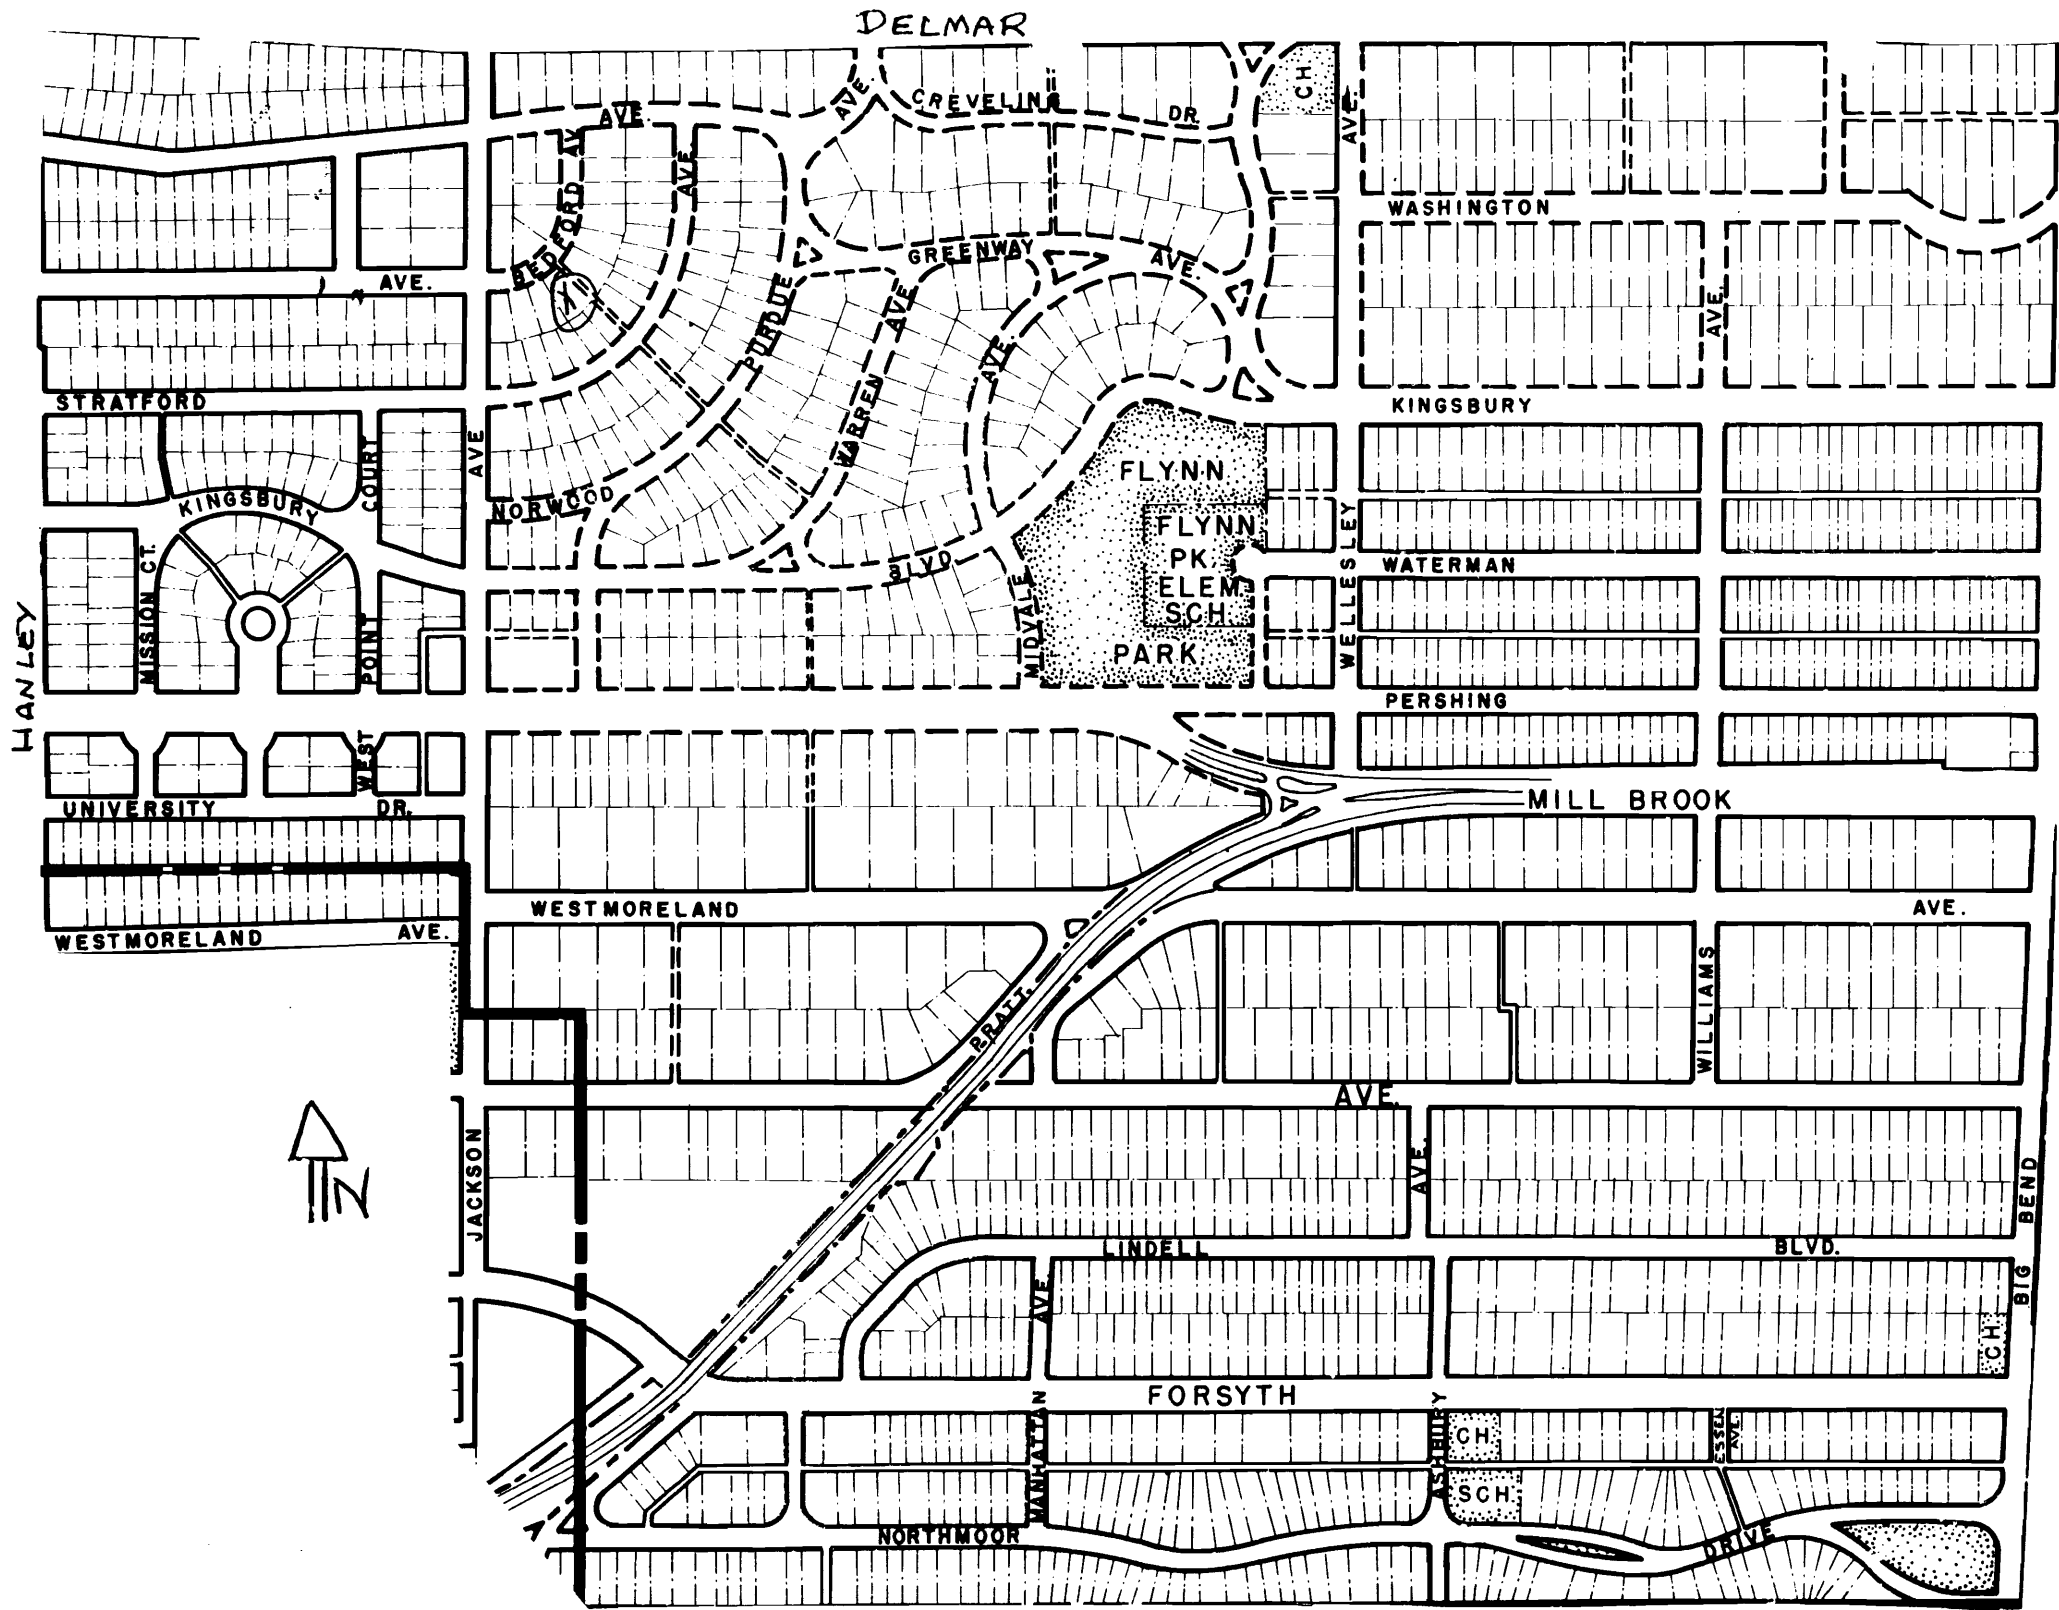 DELMAR
AVE.
CREVELING
DR.
CH
AVE.
AVE.
BEDFORD AV
AVE.
WASHINGTON
GREENWAY
AVE.
AVE.
X
PURDUE
WARREN AVE
AVE.
AVE.
STRATFORD
KINGSBURY
KINGSBURY
COURT
AVE
NORWOOD
FLYNN
FLYNN
PK
ELEM
SCH
PARK
WELLESLEY
WATERMAN
BLVD
MIDVALE
HANLEY
MISSION CT.
WEST
POINT
PERSHING
UNIVERSITY
DR.
MILL BROOK
WESTMORELAND
AVE.
WESTMORELAND
AVE.
WILLIAMS
PRATT.
AVE.
N
JACKSON
AVE.
BIG BEND
LINDELL
BLVD.
AVE
CH
FORSYTH
MANHATTAN
ASHBURY
CH
ESSEX
AVE.
SCH
NORTHMOOR
DRIVE